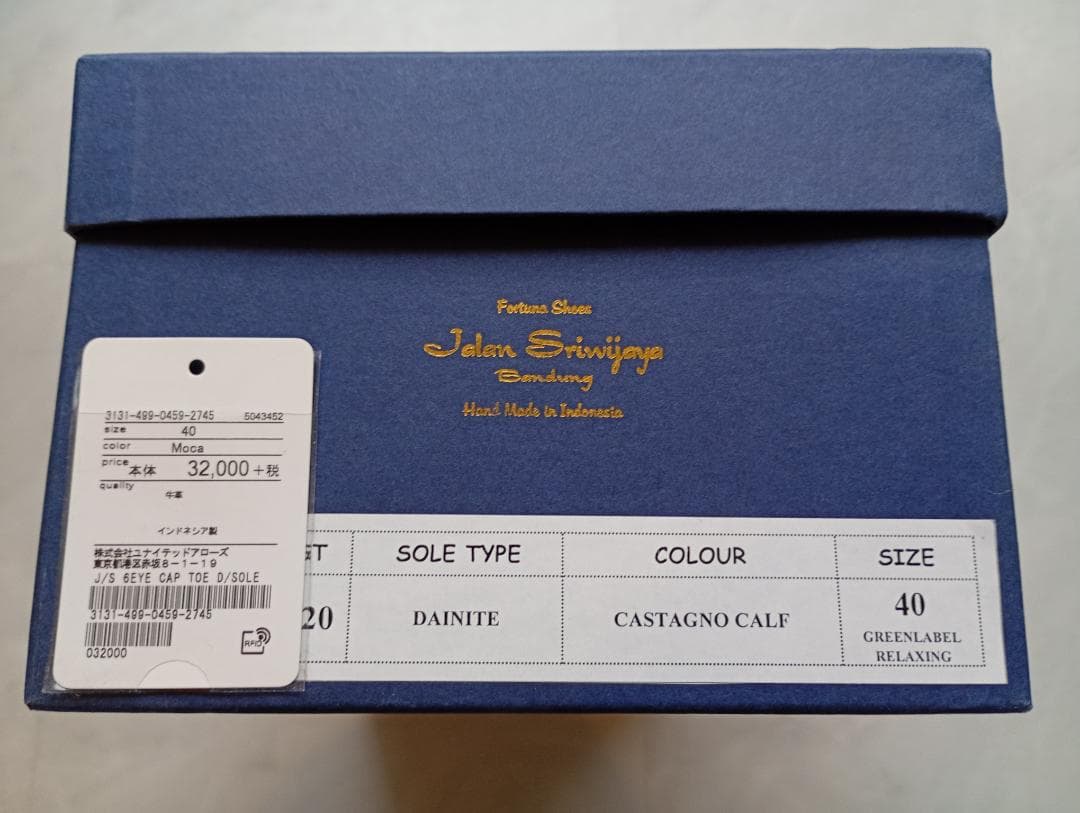 Fortuna Shoes
Jalan Sriwijaya
Bandung
Hand Made in Indonesia
3131-499-0459-2745 5043452
size 40
color Moca
price 本体 32,000+税
quality 牛革
インドネシア製
株式会社ユナイテッドアローズ
東京都港区赤坂8-1-19
J/S 6EYE CAP TOE D/SOLE
3131-499-0459-2745
032000
RFID
SOLE TYPE COLOUR SIZE
20 DAINITE CASTAGNO CALF 40
GREENLABEL
RELAXING